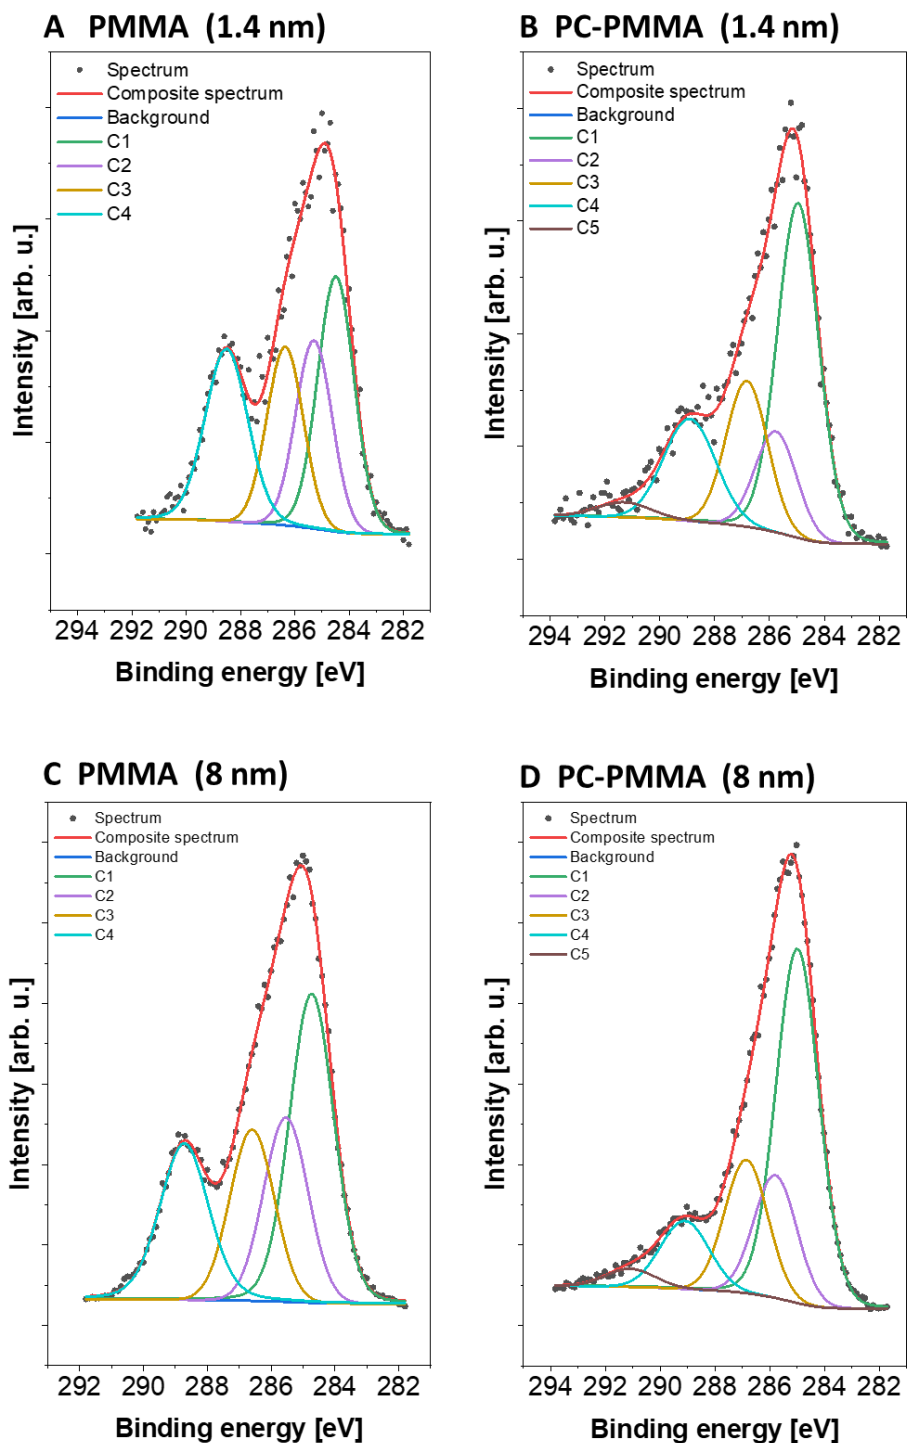 A PMMA (1.4 nm)
Spectrum
Composite spectrum
Background
C1
C2
C3
C4
Intensity [arb. u.]
294 292 290 288 286 284 282
Binding energy [eV]
B PC-PMMA (1.4 nm)
Spectrum
Composite spectrum
Background
C1
C2
C3
C4
C5
Intensity [arb. u.]
294 292 290 288 286 284 282
Binding energy [eV]
C PMMA (8 nm)
Spectrum
Composite spectrum
Background
C1
C2
C3
C4
Intensity [arb. u.]
292 290 288 286 284 282
Binding energy [eV]
D PC-PMMA (8 nm)
Spectrum
Composite spectrum
Background
C1
C2
C3
C4
C5
Intensity [arb. u.]
294 292 290 288 286 284 282
Binding energy [eV]